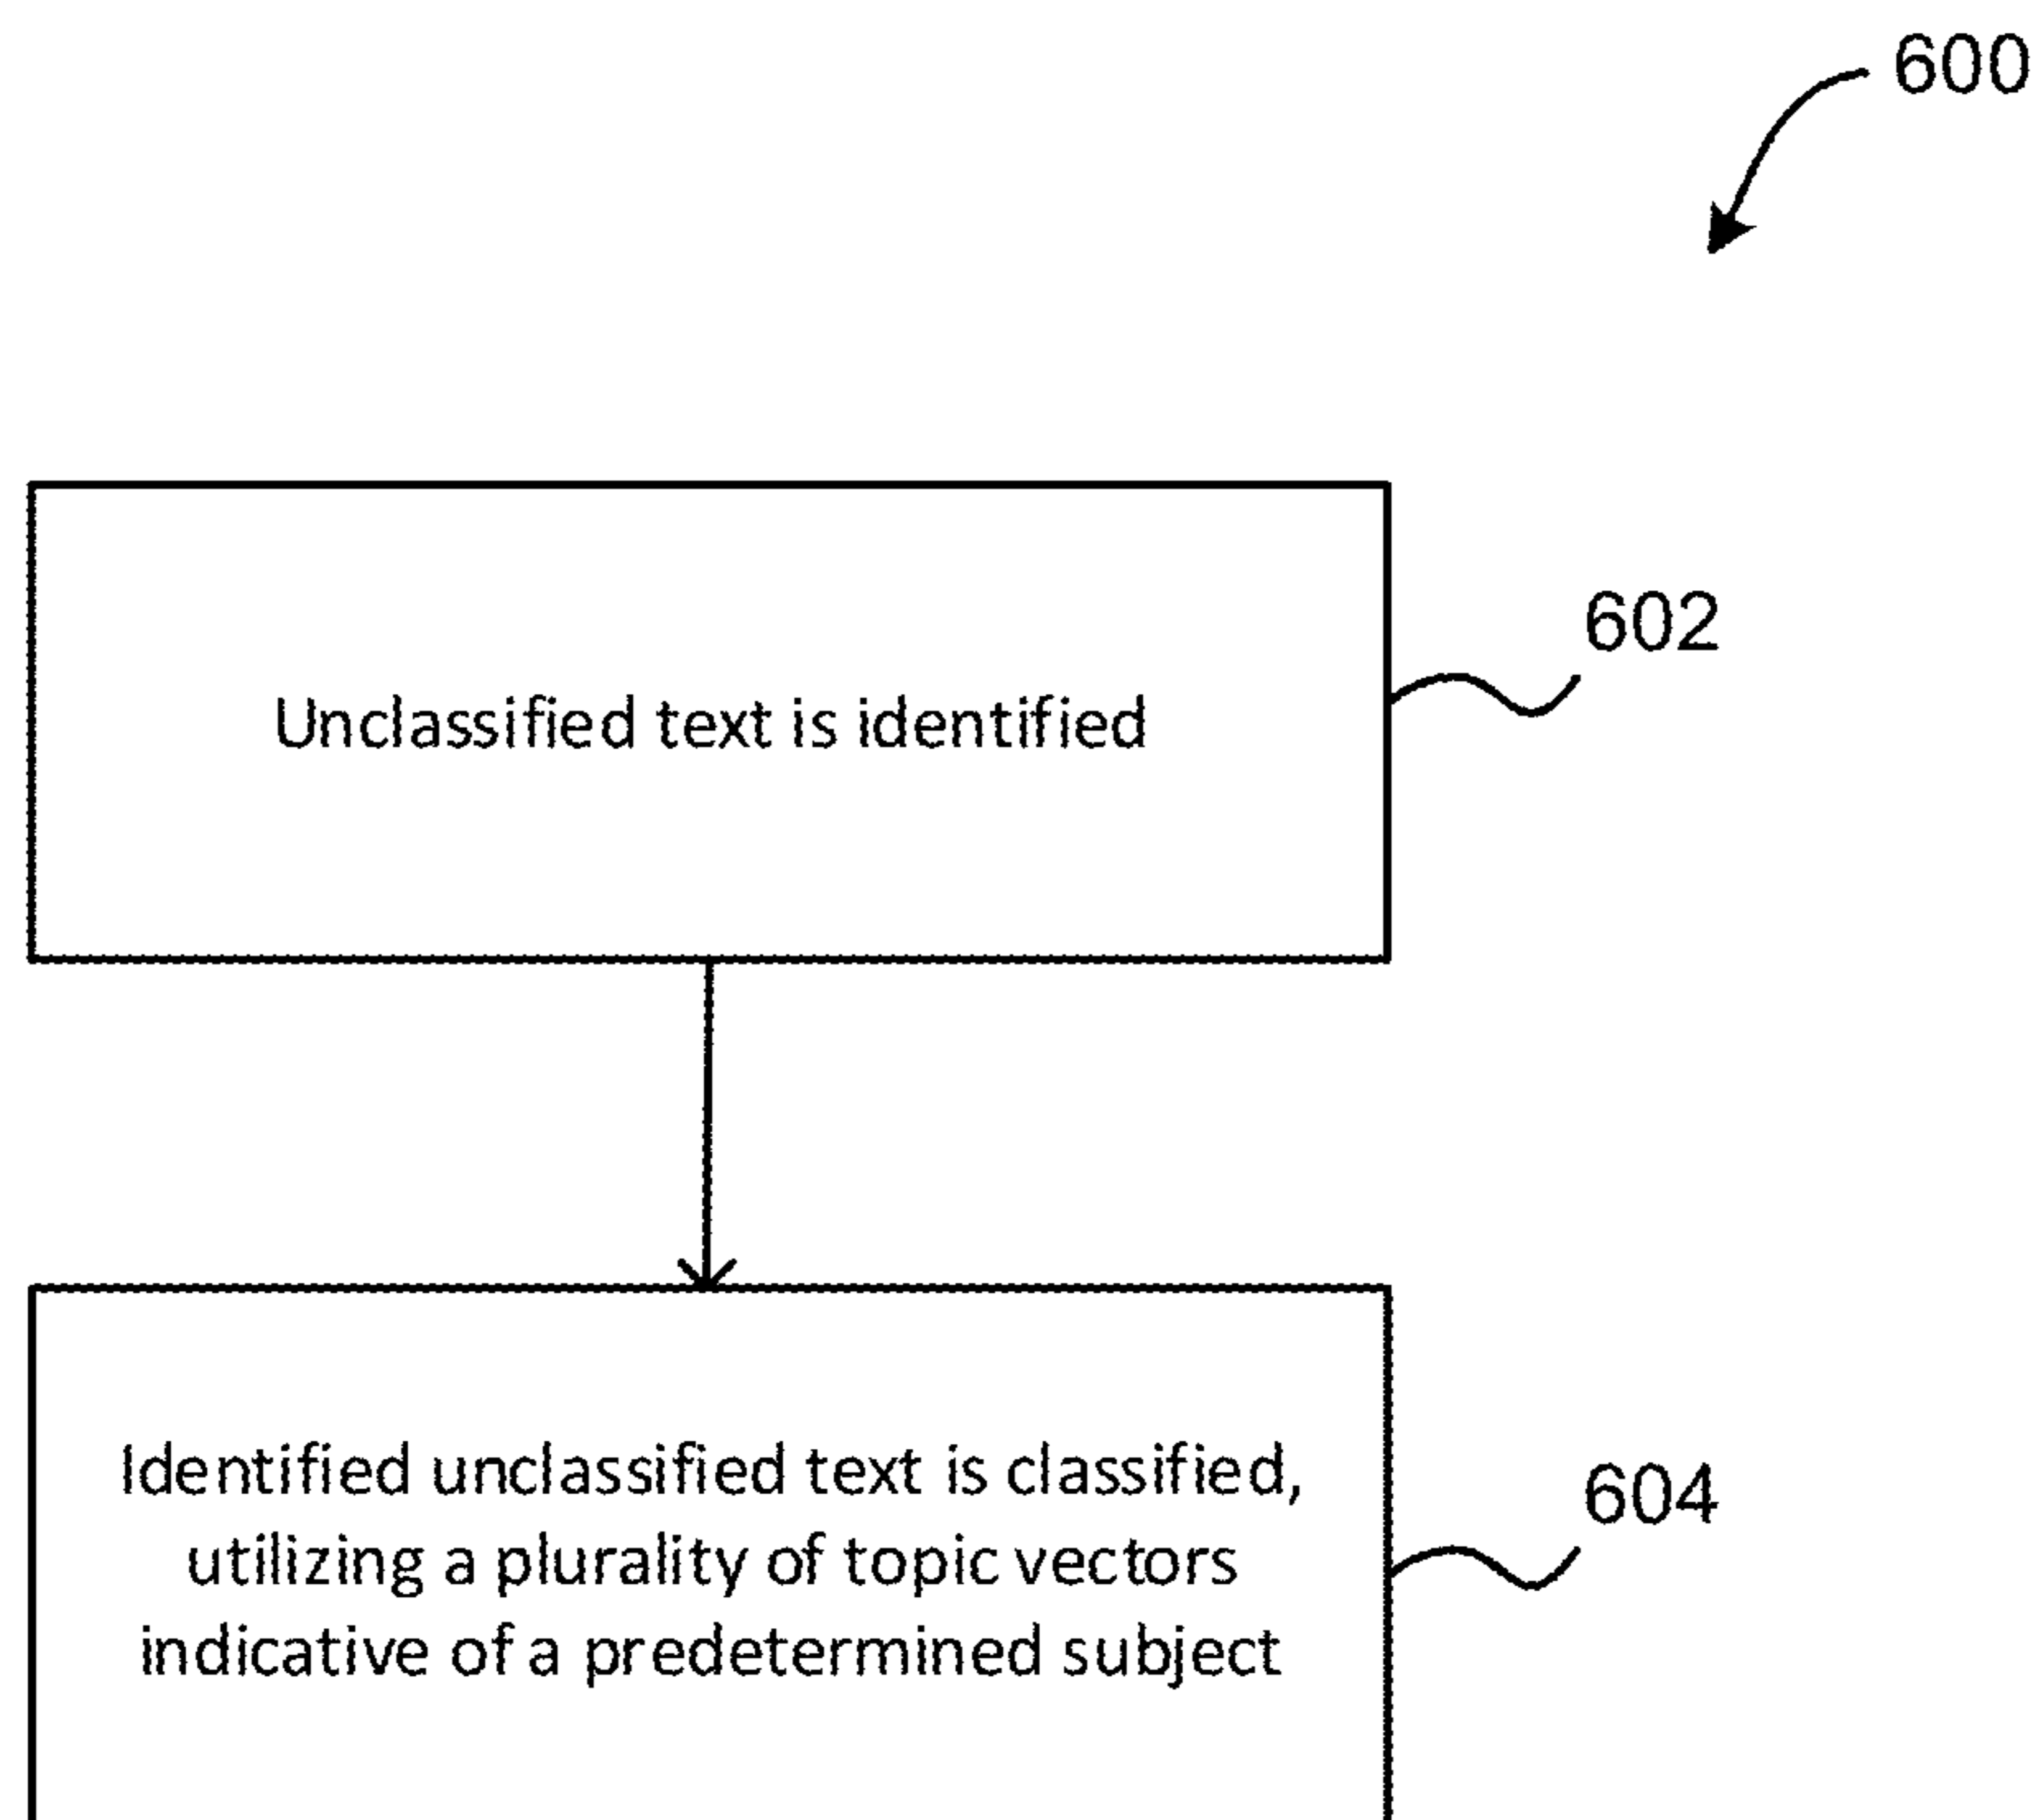 600
602
Unclassified text is identified
Identified unclassified text is classified,
604
utilizing a plurality of topic vectors
indicative of a predetermined subject